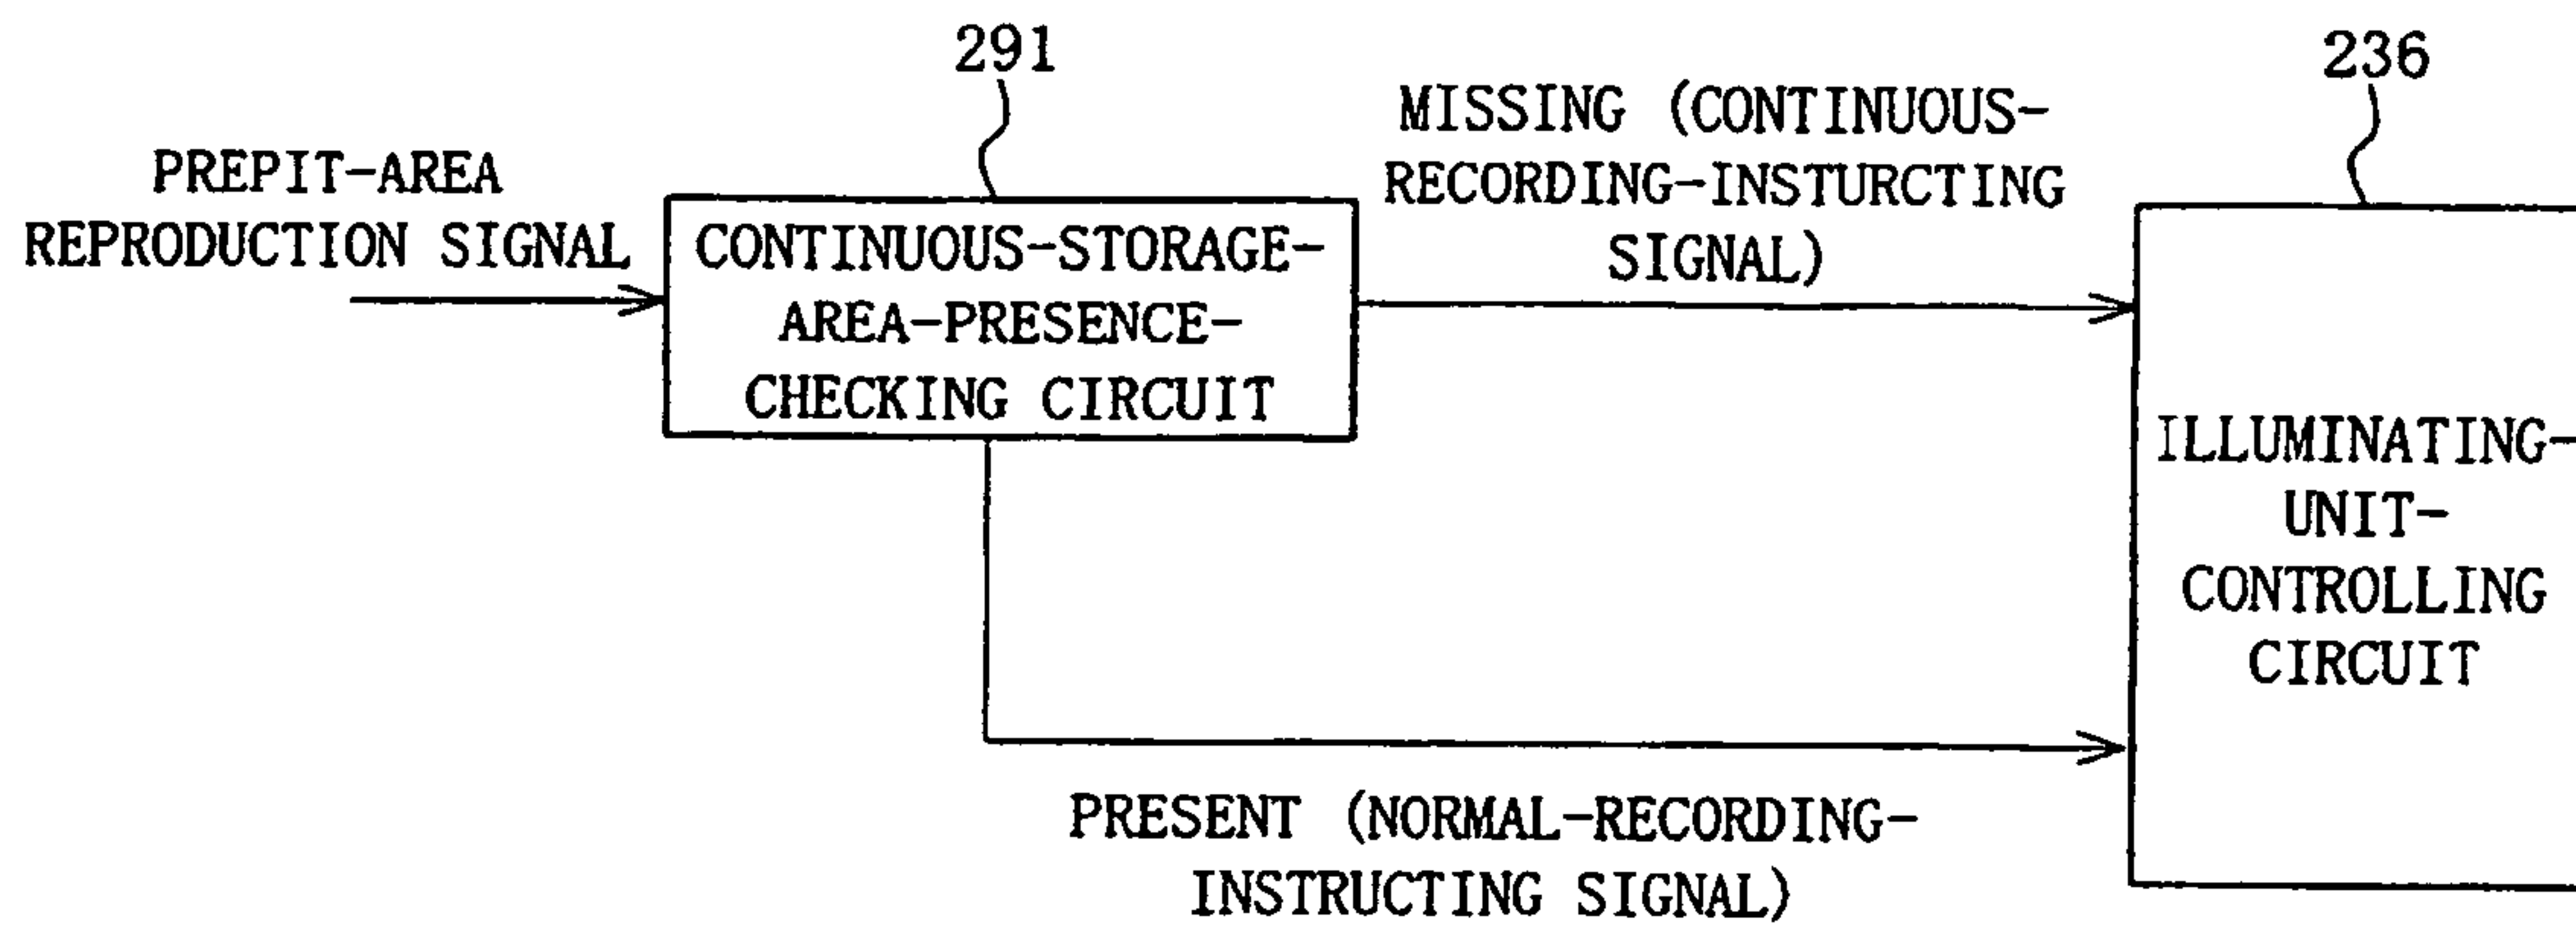 291
236
PREPIT-AREA
REPRODUCTION SIGNAL
CONTINUOUS-STORAGE-
AREA-PRESENCE-
CHECKING CIRCUIT
MISSING (CONTINUOUS-
RECORDING-INSTURCTING
SIGNAL)
ILLUMINATING-
UNIT-
CONTROLLING
CIRCUIT
PRESENT (NORMAL-RECORDING-
INSTRUCTING SIGNAL)